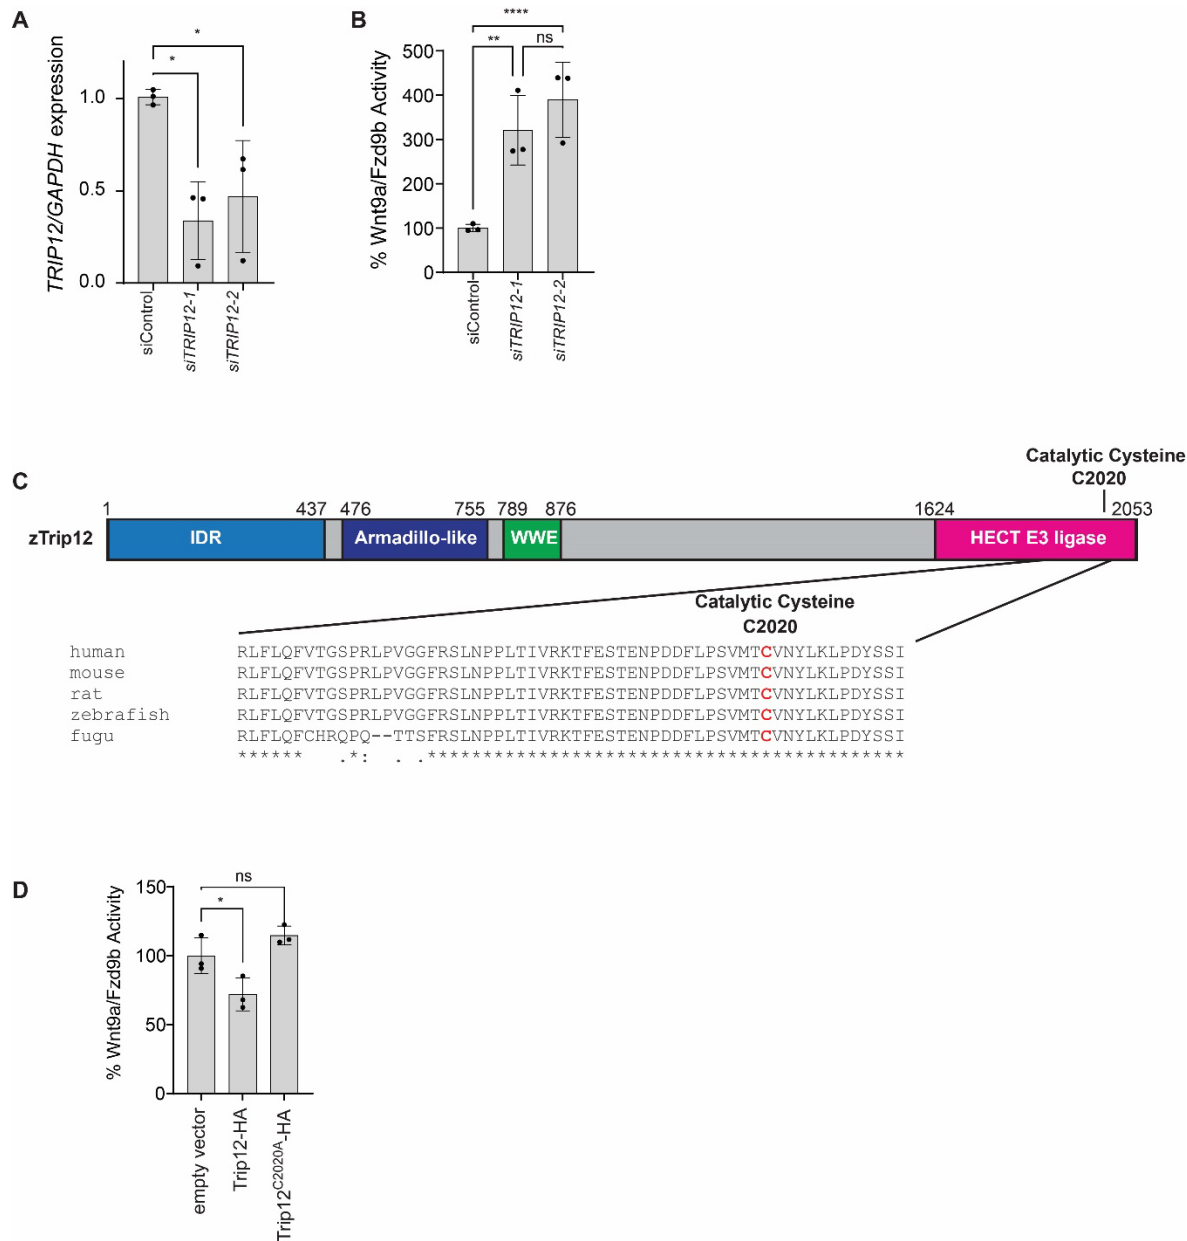 A
TRIP12/GAPDH expression
*
*
1.0
0.5
0.0
siControl
siTRIP12-1
siTRIP12-2
B
% Wnt9a/Fzd9b Activity
****
**
ns
500
400
300
200
100
0
siControl
siTRIP12-1
siTRIP12-2
C
Catalytic Cysteine
C2020
1 437 476 755 789 876 1624 2053
zTrip12 IDR Armadillo-like WWE HECT E3 ligase
Catalytic Cysteine
C2020
human RLFLQFVTGSPRLPVGGFRSLNPPLTIVRKTFESTENPDDFLPSVMTCVNYLKLPDYSSI
mouse RLFLQFVTGSPRLPVGGFRSLNPPLTIVRKTFESTENPDDFLPSVMTCVNYLKLPDYSSI
rat RLFLQFVTGSPRLPVGGFRSLNPPLTIVRKTFESTENPDDFLPSVMTCVNYLKLPDYSSI
zebrafish RLFLQFVTGSPRLPVGGFRSLNPPLTIVRKTFESTENPDDFLPSVMTCVNYLKLPDYSSI
fugu RLFLQFCHRQPQ--TTSFRSLNPPLTIVRKTFESTENPDDFLPSVMTCVNYLKLPDYSSI
****** .*: . .*******************************************
D
% Wnt9a/Fzd9b Activity
ns
*
150
100
50
0
empty vector
Trip12-HA
Trip12C2020A-HA